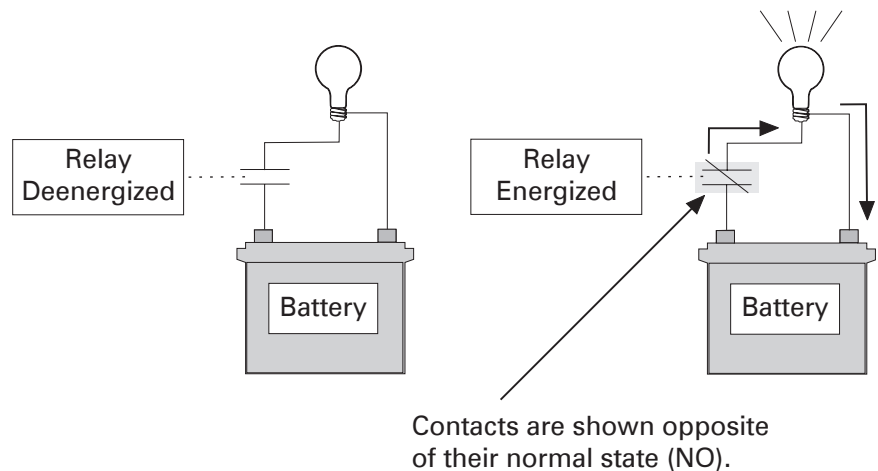 Relay
Deenergized
Battery
Relay
Energized
Battery
Contacts are shown opposite
of their normal state (NO).